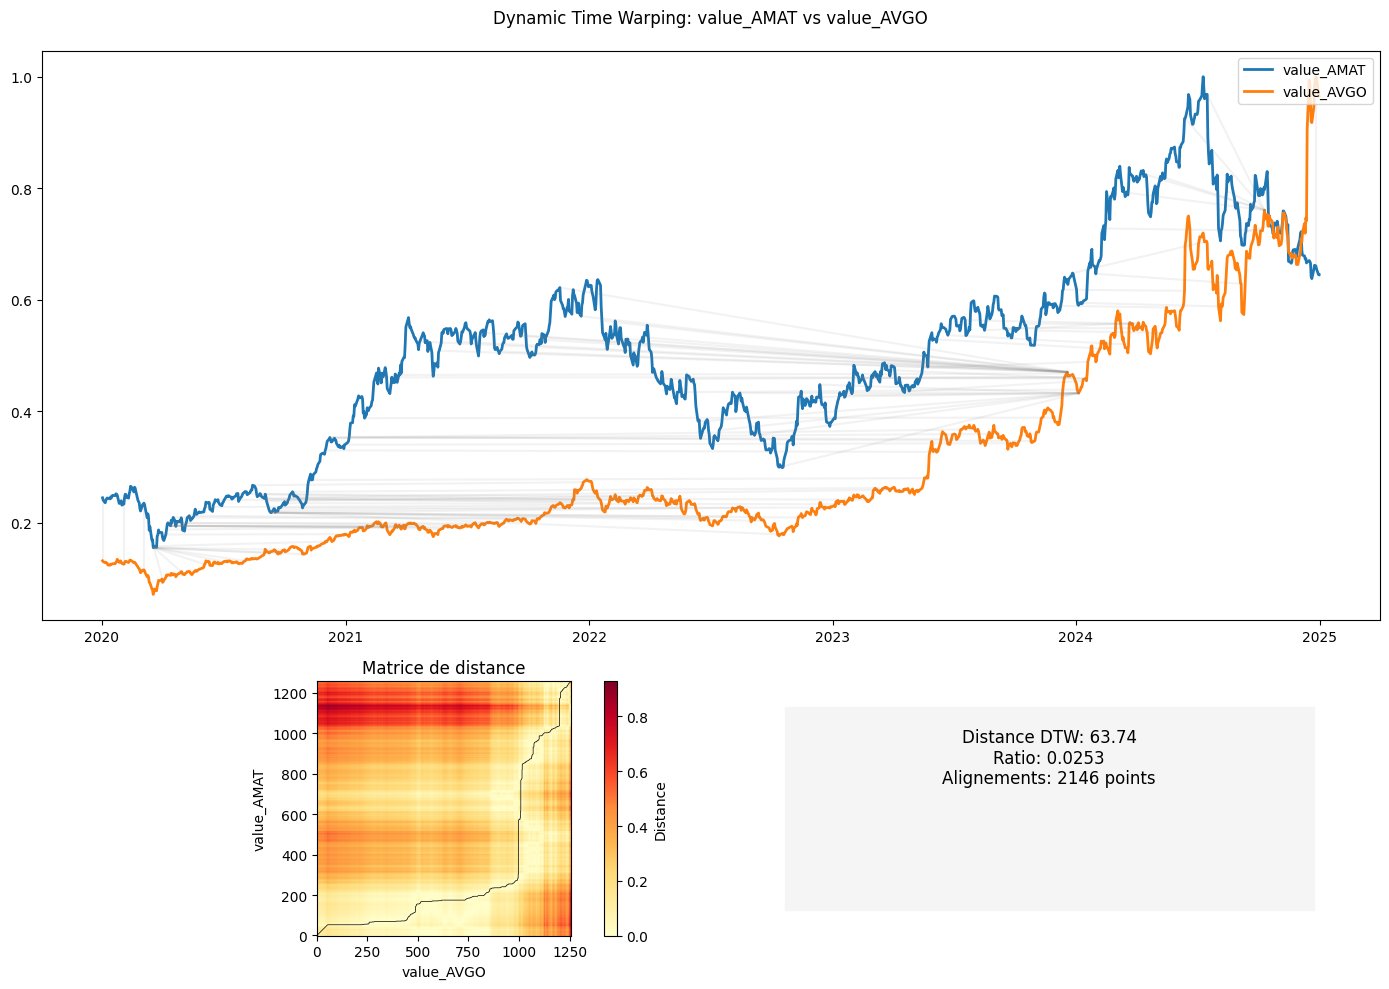 Dynamic Time Warping: value_AMAT vs value_AVGO
value_AMAT
value_AVGO
1.0
0.8
0.6
0.4
0.2
2020 2021 2022 2023 2024 2025
Matrice de distance
1200
1000
800
600
400
200
0
value_AMAT
0 250 500 750 1000 1250
value_AVGO
0.8
0.6
0.4
0.2
0.0
Distance
Distance DTW: 63.74
Ratio: 0.0253
Alignements: 2146 points